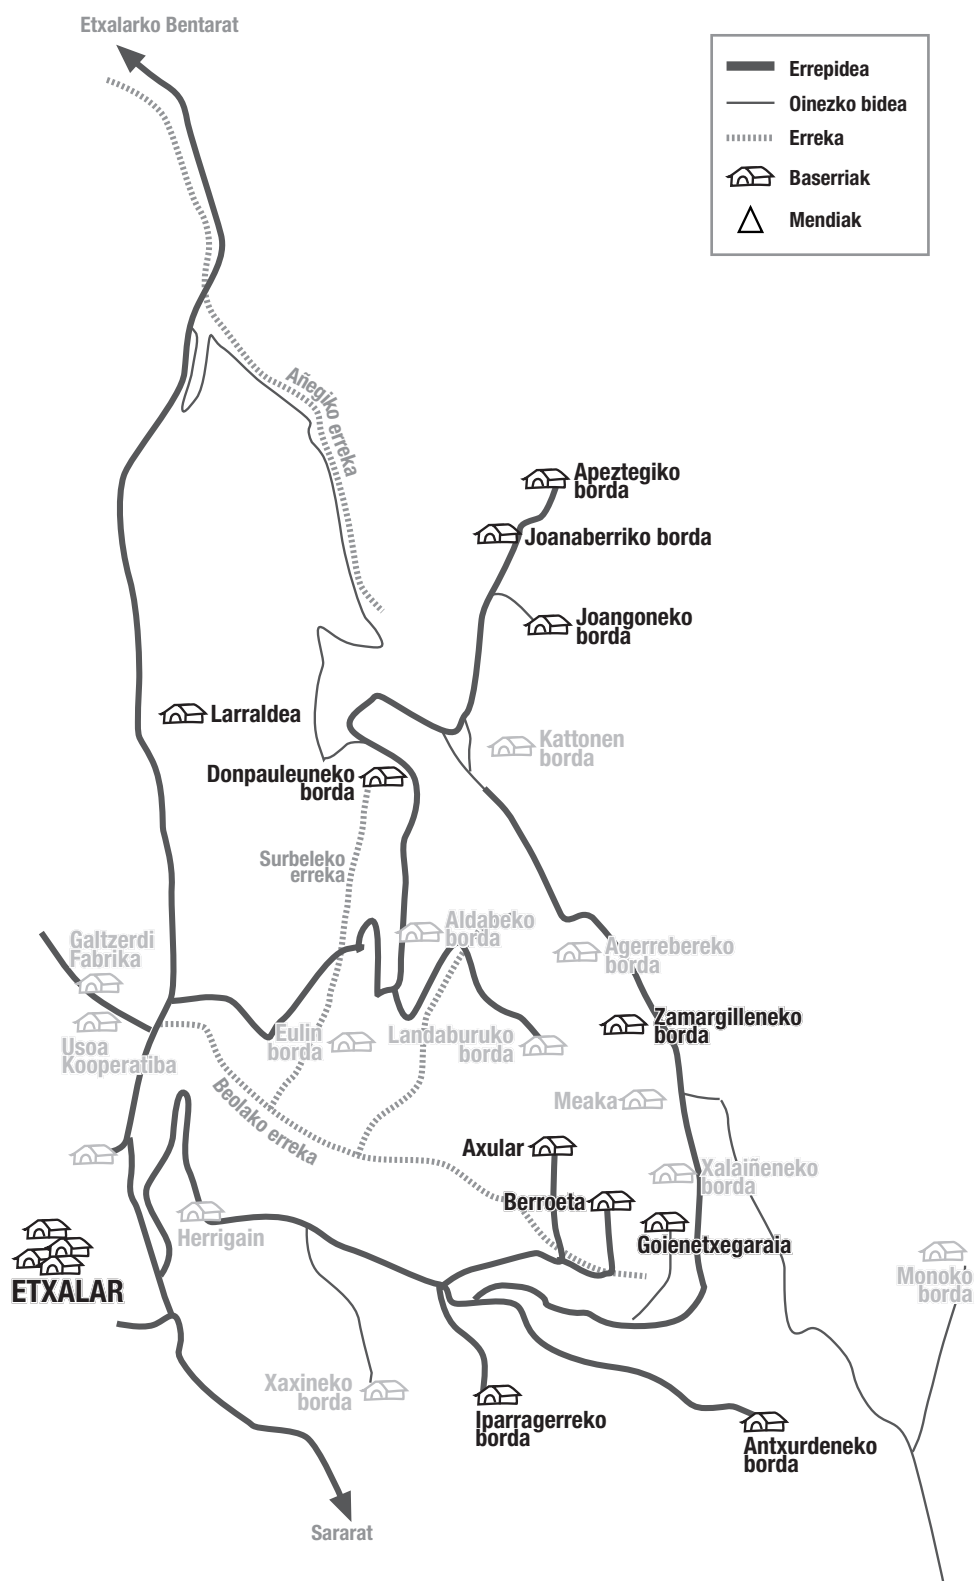 Etxalarko Bentarat
Errepidea
Oinezko bidea
Erreka
Baserriak
Mendiak
Añegiko erreka
Apeztegiko
borda
Joanaberriko borda
Joangoneko
borda
Larraldea
Kattonen
borda
Donpauleuneko
borda
Surbeleko
erreka
Aldabeko
borda
Galtzerdi
Fabrika
Agerrebereko
borda
Zamargilleneko
borda
Usoa
Kooperatiba
Eulin
borda
Landaburuko
borda
Beolako erreka
Meaka
Axular
Xalaiñeneko
borda
Berroeta
Herrigain
Goienetxegaraia
ETXALAR
Monoko
borda
Xaxineko
borda
Iparragerreko
borda
Antxurdeneko
borda
Sararat